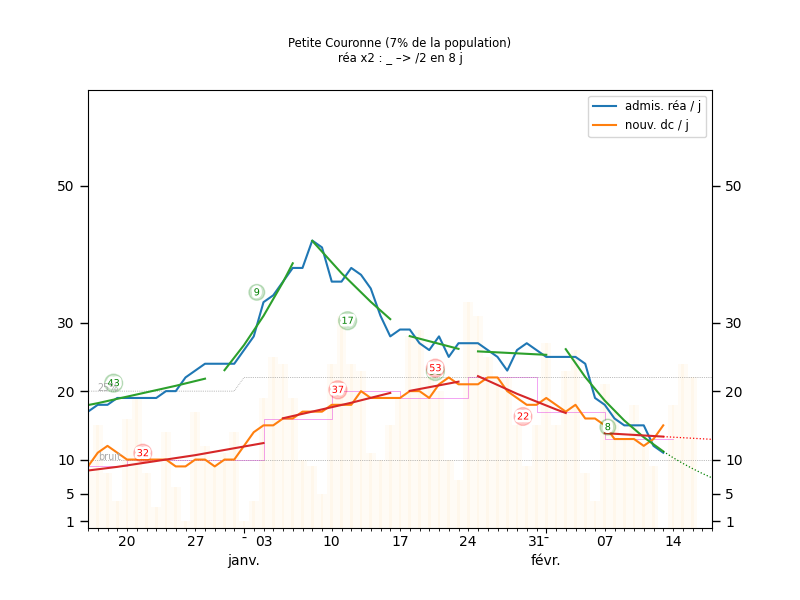 Petite Couronne (7% de la population)
réa x2 : _ –> /2 en 8 j
admis. réa / j
nouv. dc / j
50 50
9
30 17 30
53
43 37
20 22 20
8
32
bruit
10 10
5 5
1 1
20 27 - 03 10 17 24 31- 07 14
janv. févr.